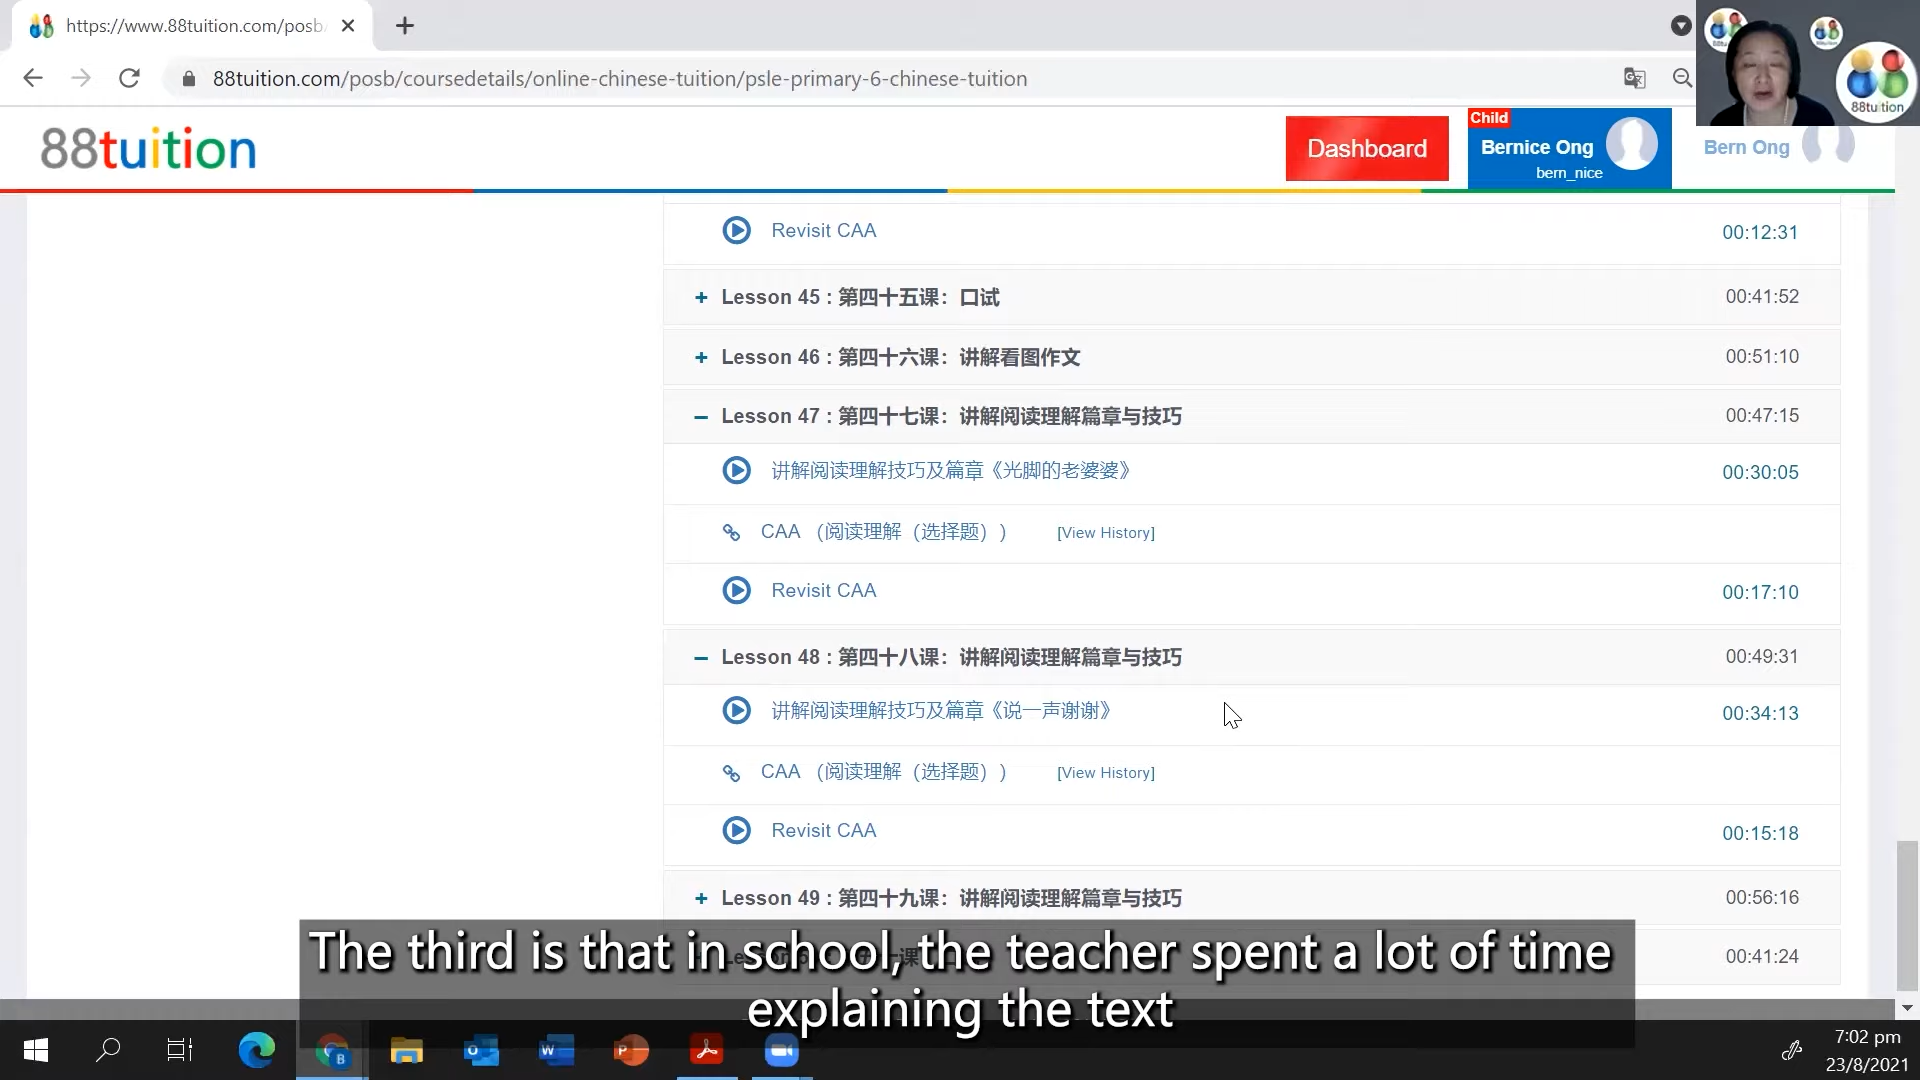 https://www.88tuition.com/posb
88tuition.com/posb/coursedetails/online-chinese-tuition/psle-primary-6-chinese-tuition
88tuition
88tuition
Dashboard
Child
Bernice Ong
bern_nice
Bern Ong
Revisit CAA 00:12:31
+ Lesson 45 : 第四十五课：口试 00:41:52
+ Lesson 46 : 第四十六课：讲解看图作文 00:51:10
− Lesson 47 : 第四十七课：讲解阅读理解篇章与技巧 00:47:15
讲解阅读理解技巧及篇章《光脚的老婆婆》 00:30:05
CAA （阅读理解（选择题）） [View History]
Revisit CAA 00:17:10
− Lesson 48 : 第四十八课：讲解阅读理解篇章与技巧 00:49:31
讲解阅读理解技巧及篇章《说一声谢谢》 00:34:13
CAA （阅读理解（选择题）） [View History]
Revisit CAA 00:15:18
+ Lesson 49 : 第四十九课：讲解阅读理解篇章与技巧 00:56:16
00:41:24
The third is that in school, the teacher spent a lot of time
explaining the text
7:02 pm
23/8/2021